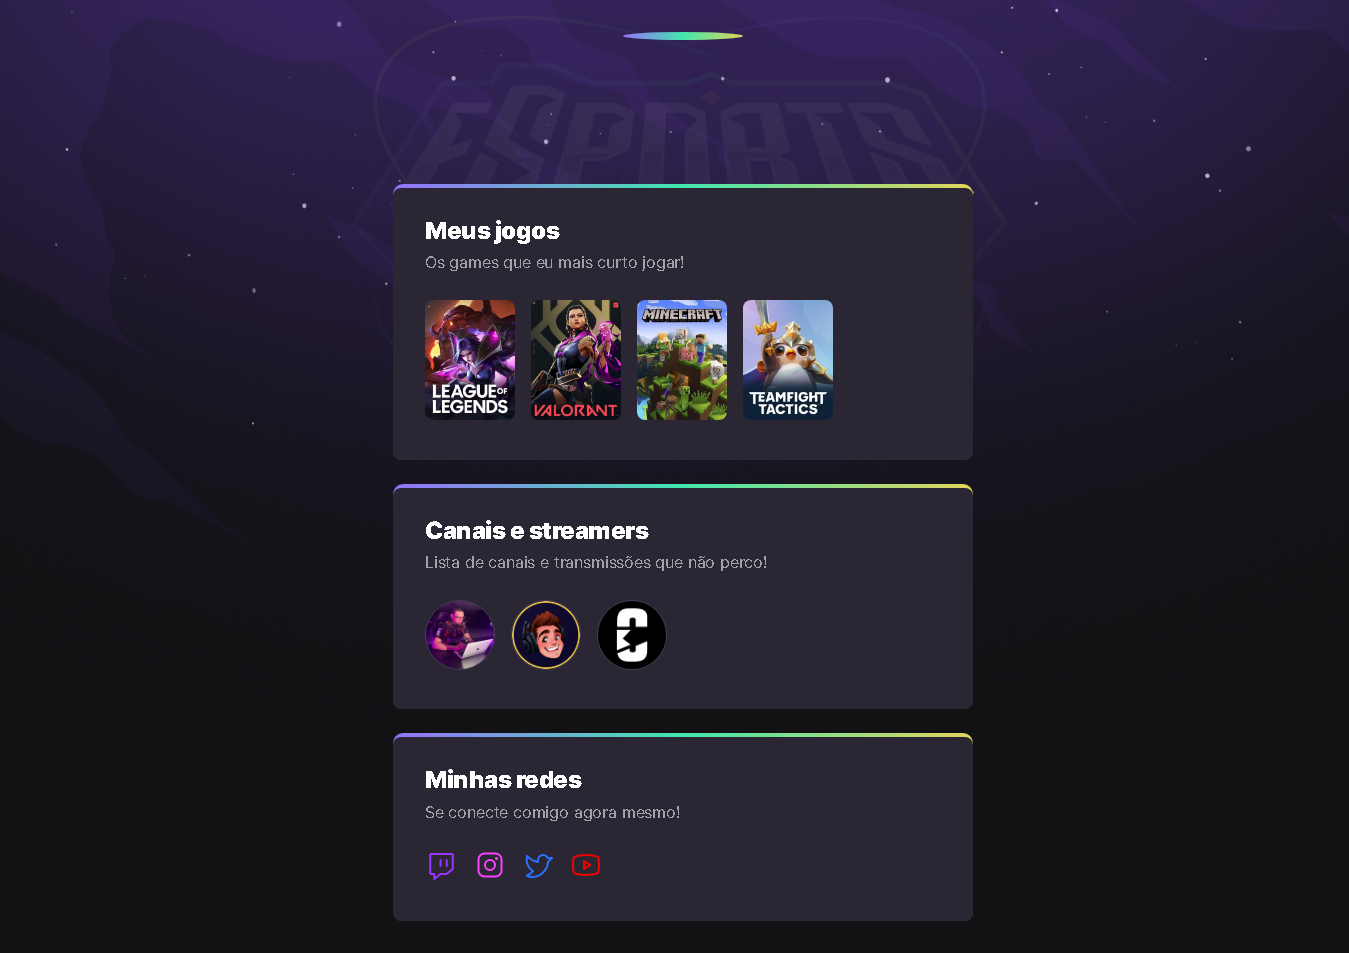 ESPORTS
Meus jogos
Os games que eu mais curto jogar!
LEAGUE OF
LEGENDS
VALORANT
MINECRAFT
TEAMFIGHT
TACTICS
Canais e streamers
Lista de canais e transmissões que não perco!
Minhas redes
Se conecte comigo agora mesmo!